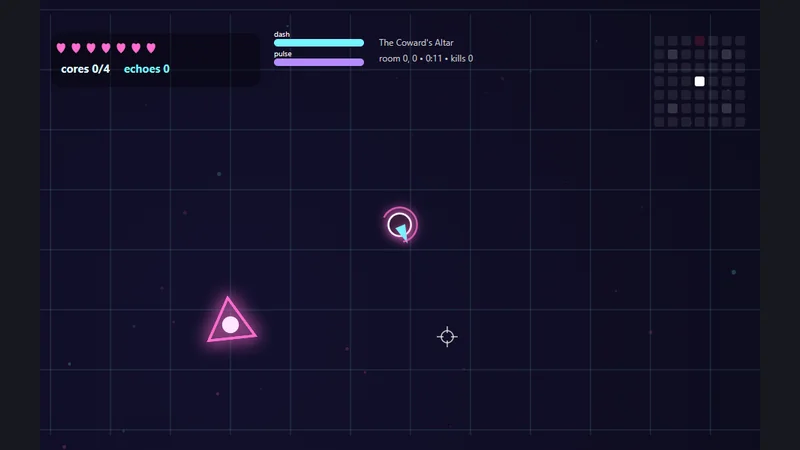 cores 0/4 echoes 0
dash
pulse
The Coward's Altar
room 0, 0 • 0:11 • kills 0